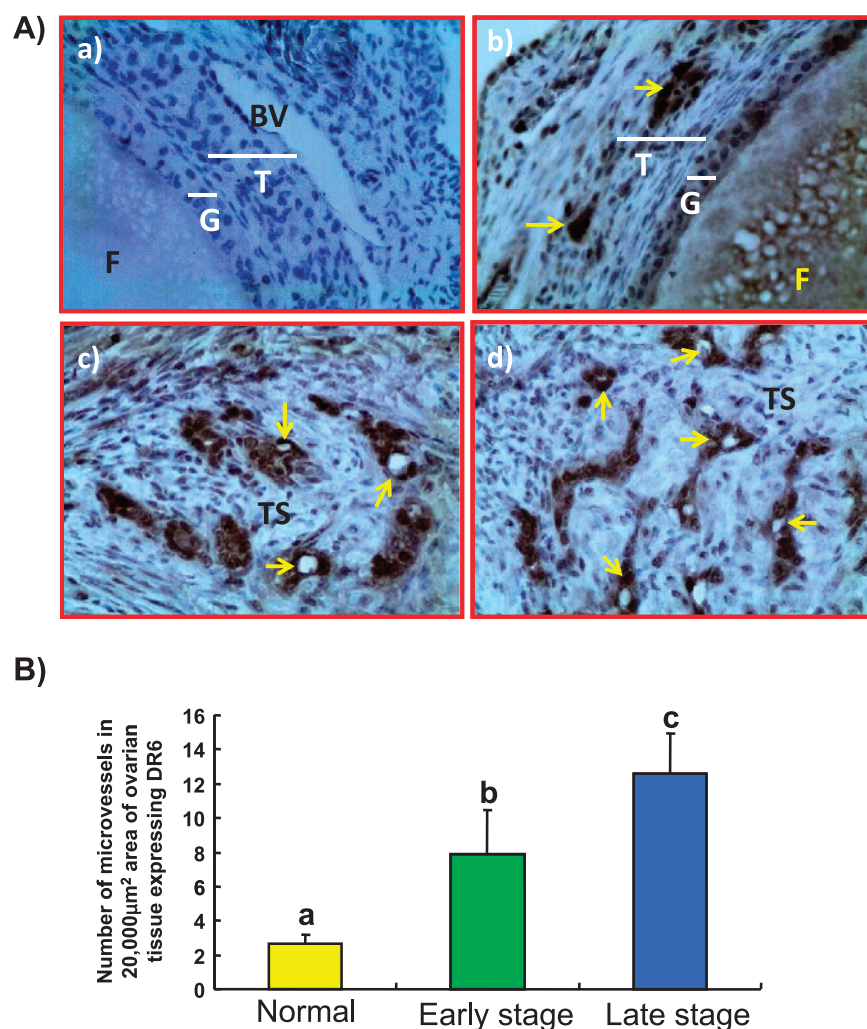 A)
a)
BV
T
G
F
b)
T
G
F
c)
TS
d)
TS
B)
Number of microvessels in
20,000µm² area of ovarian
tissue expressing DR6
16
14
12
10
8
6
4
2
0
a
b
c
Normal
Early stage
Late stage